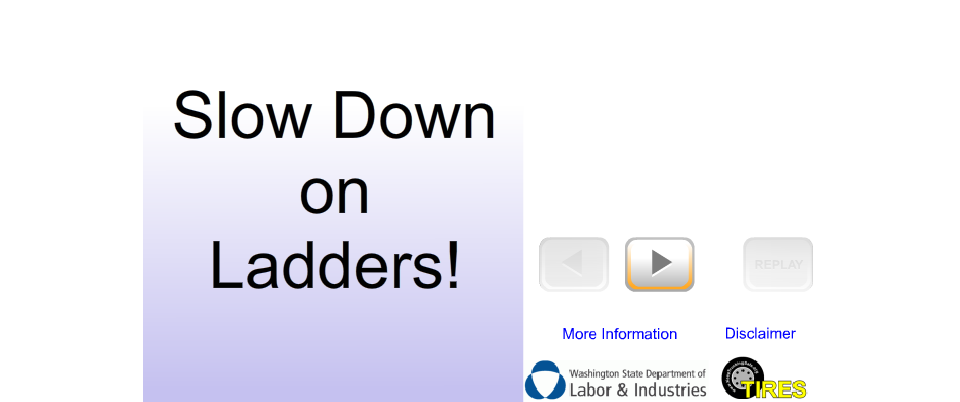 Slow Down
on
Ladders!
REPLAY
More Information
Disclaimer
Washington State Department of
Labor & Industries
TIRES